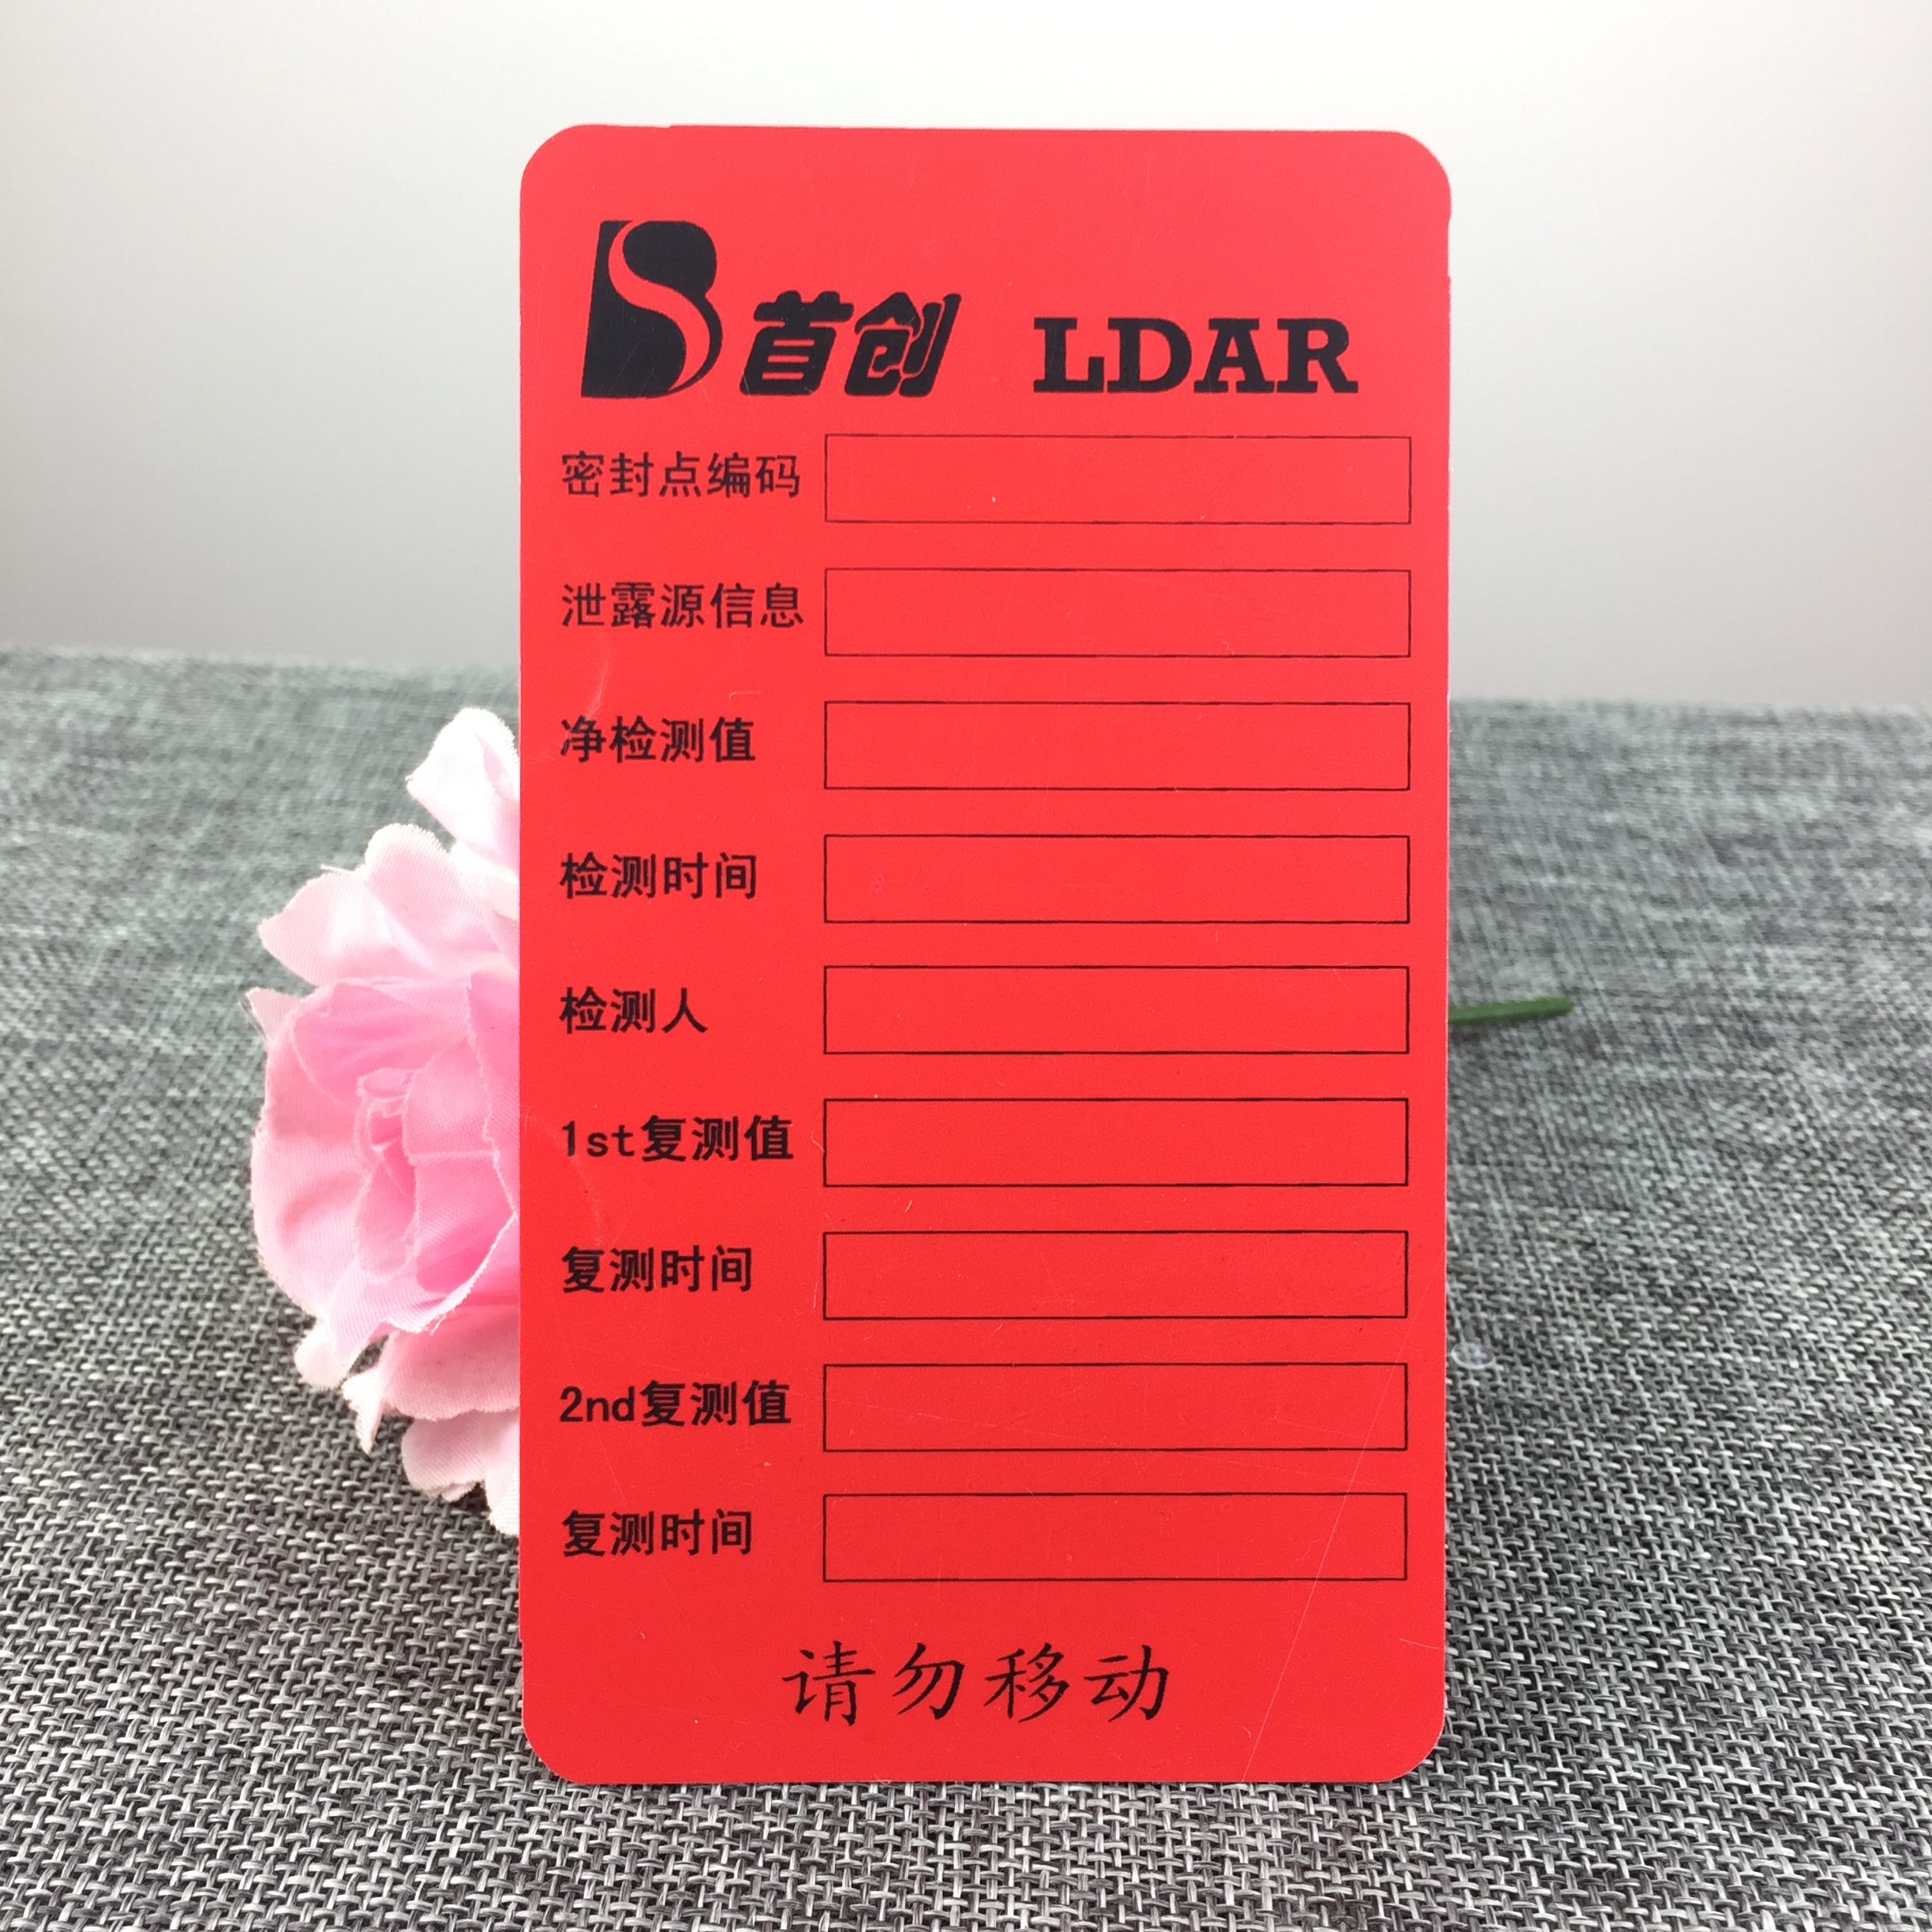 首创 LDAR
密封点编码
泄露源信息
净检测值
检测时间
检测人
1st复测值
复测时间
2nd复测值
复测时间
请勿移动